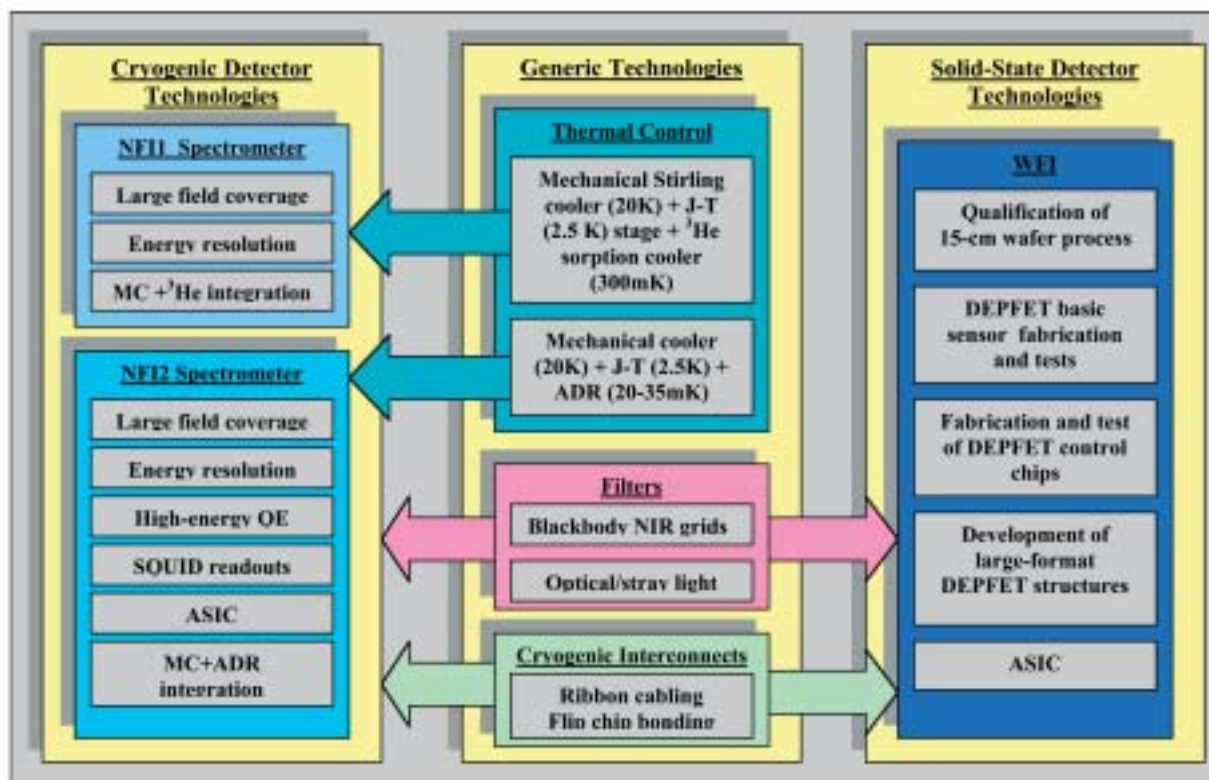 Cryogenic Detector
Technologies
NFI1 Spectrometer
Large field coverage
Energy resolution
MC +³He integration
NFI2 Spectrometer
Large field coverage
Energy resolution
High-energy QE
SQUID readouts
ASIC
MC+ADR
integration
Generic Technologies
Thermal Control
Mechanical Stirling
cooler (20K) + J-T
(2.5 K) stage + ³He
sorption cooler
(300mK)
Mechanical cooler
(20K) + J-T (2.5K) +
ADR (20-35mK)
Filters
Blackbody NIR grids
Optical/stray light
Cryogenic Interconnects
Ribbon cabling
Flip chip bonding
Solid-State Detector
Technologies
WFI
Qualification of
15-cm wafer process
DEPFET basic
sensor fabrication
and tests
Fabrication and test
of DEPFET control
chips
Development of
large-format
DEPFET structures
ASIC